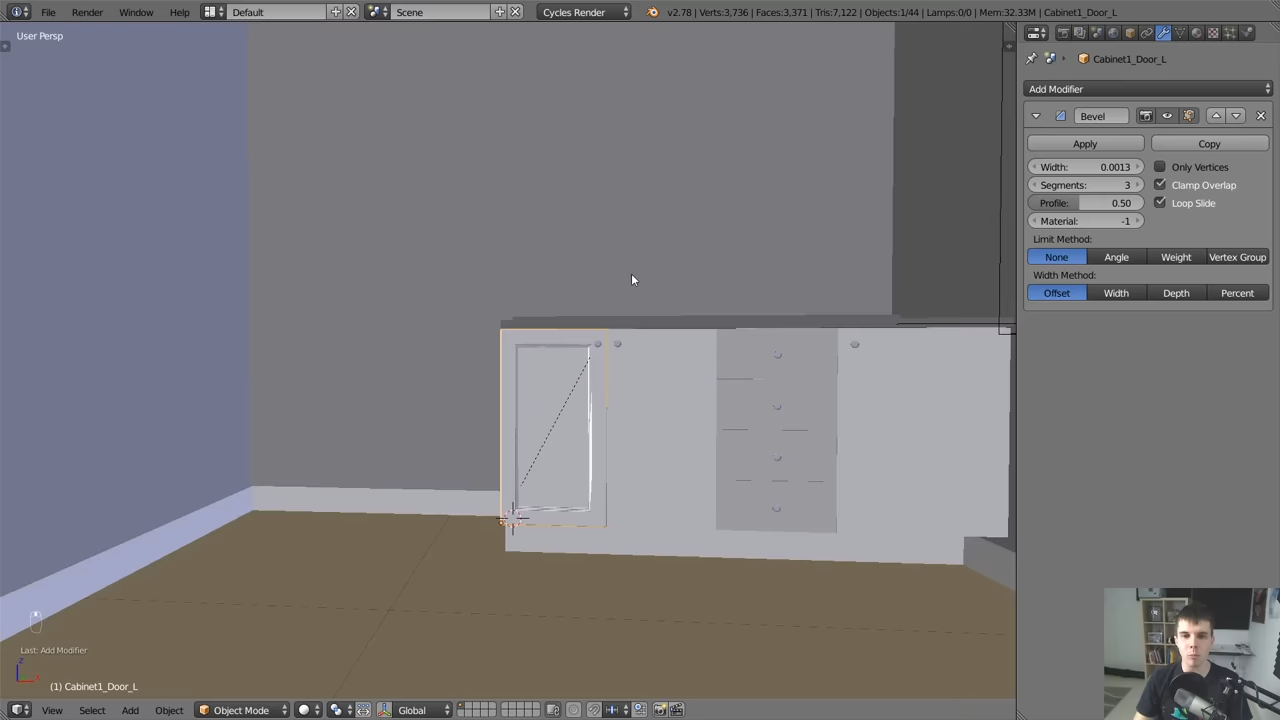 File Render Window Help Default Scene Cycles Render v2.78 | Verts:3,736 | Faces:3,371 | Tris:7,122 | Objects:1/44 | Lamps:0/0 | Mem:32.33M | Cabinet1_Door_L
User Persp
Cabinet1_Door_L
Add Modifier
Bevel
Apply Copy
Width: 0.0013 Only Vertices
Segments: 3 Clamp Overlap
Profile: 0.50 Loop Slide
Material: -1
Limit Method:
None Angle Weight Vertex Group
Width Method:
Offset Width Depth Percent
Last: Add Modifier
(1) Cabinet1_Door_L
View Select Add Object Object Mode Global